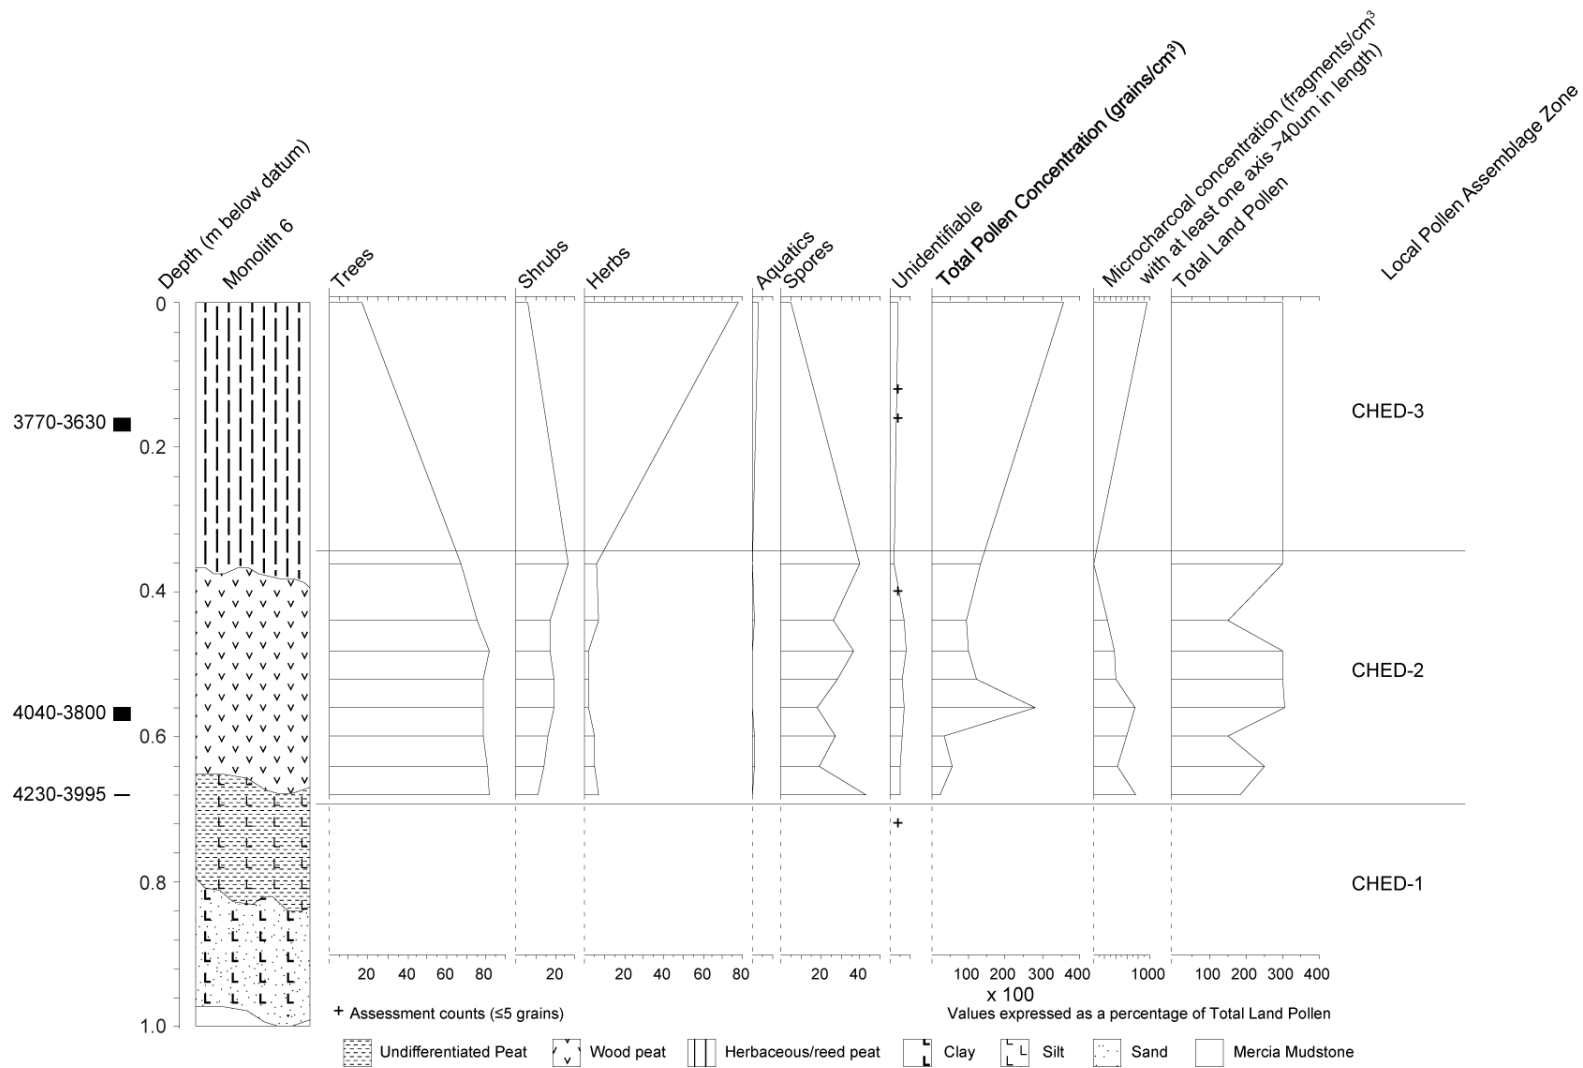 Depth (m below datum)
Monolith 6
Trees
Shrubs
Herbs
Aquatics
Spores
Unidentifiable
Total Pollen Concentration (grains/cm³)
Microcharcoal concentration (fragments/cm³
with at least one axis >40um in length)
Total Land Pollen
Local Pollen Assablage Zone
0
3770-3630
0.2
0.4
4040-3800
0.6
4230-3995
0.8
1.0
CHED-3
CHED-2
CHED-1
20 40 60 80
20
20 40 60 80
20 40
100 200 300 400
x 100
1000
100 200 300 400
+ Assessment counts (≤5 grains)
Values expressed as a percentage of Total Land Pollen
Undifferentiated Peat
Wood peat
Herbaceous/reed peat
Clay
Silt
Sand
Mercia Mudstone